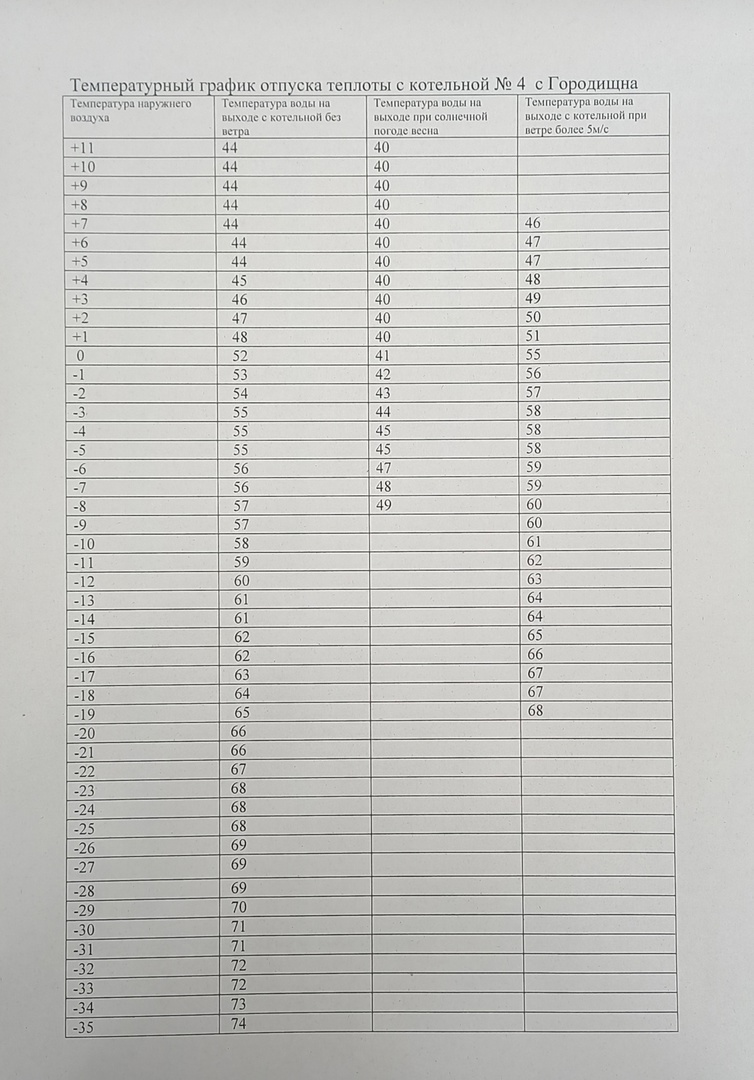 Температурный график отпуска теплоты с котельной № 4 с Городищна
Температура наружнего воздуха | Температура воды на выходе с котельной без ветра | Температура воды на выходе при солнечной погоде весна | Температура воды на выходе с котельной при ветре более 5м/с
+11 44 40
+10 44 40
+9 44 40
+8 44 40
+7 44 40 46
+6 44 40 47
+5 44 40 47
+4 45 40 48
+3 46 40 49
+2 47 40 50
+1 48 40 51
0 52 41 55
-1 53 42 56
-2 54 43 57
-3 55 44 58
-4 55 45 58
-5 55 45 58
-6 56 47 59
-7 56 48 59
-8 57 49 60
-9 57 60
-10 58 61
-11 59 62
-12 60 63
-13 61 64
-14 61 64
-15 62 65
-16 62 66
-17 63 67
-18 64 67
-19 65 68
-20 66
-21 66
-22 67
-23 68
-24 68
-25 68
-26 69
-27 69
-28 69
-29 70
-30 71
-31 71
-32 72
-33 72
-34 73
-35 74